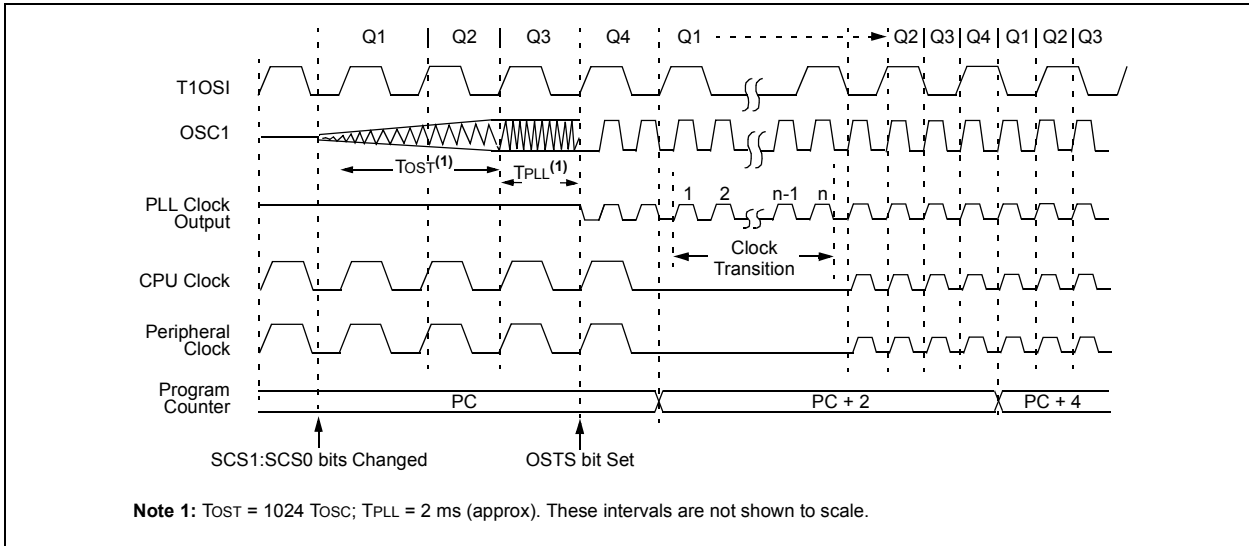 Q1 Q2 Q3 Q4 Q1 Q2 Q3 Q4 Q1 Q2 Q3
T1OSI
OSC1
TOST(1)
TPLL(1)
1 2 n-1 n
PLL Clock
Output
Clock
Transition
CPU Clock
Peripheral
Clock
Program
Counter
PC PC + 2 PC + 4
SCS1:SCS0 bits Changed OSTS bit Set
Note 1: TOST = 1024 TOSC; TPLL = 2 ms (approx). These intervals are not shown to scale.